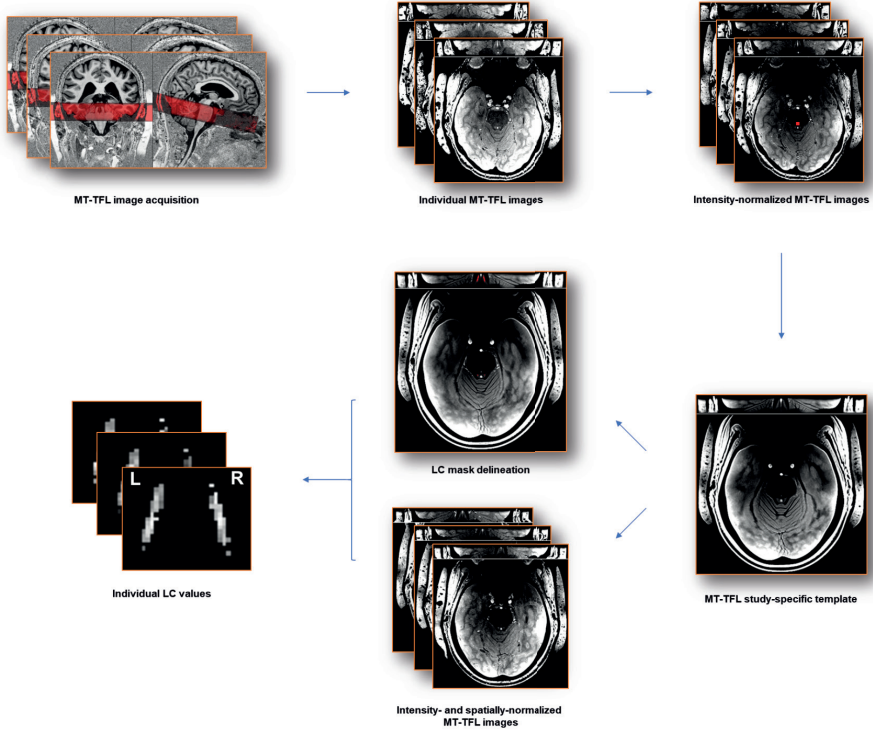 MT-TFL image acquisition
Individual MT-TFL images
Intensity-normalized MT-TFL images
LC mask delineation
L R
Individual LC values
MT-TFL study-specific template
Intensity- and spatially-normalized
MT-TFL images